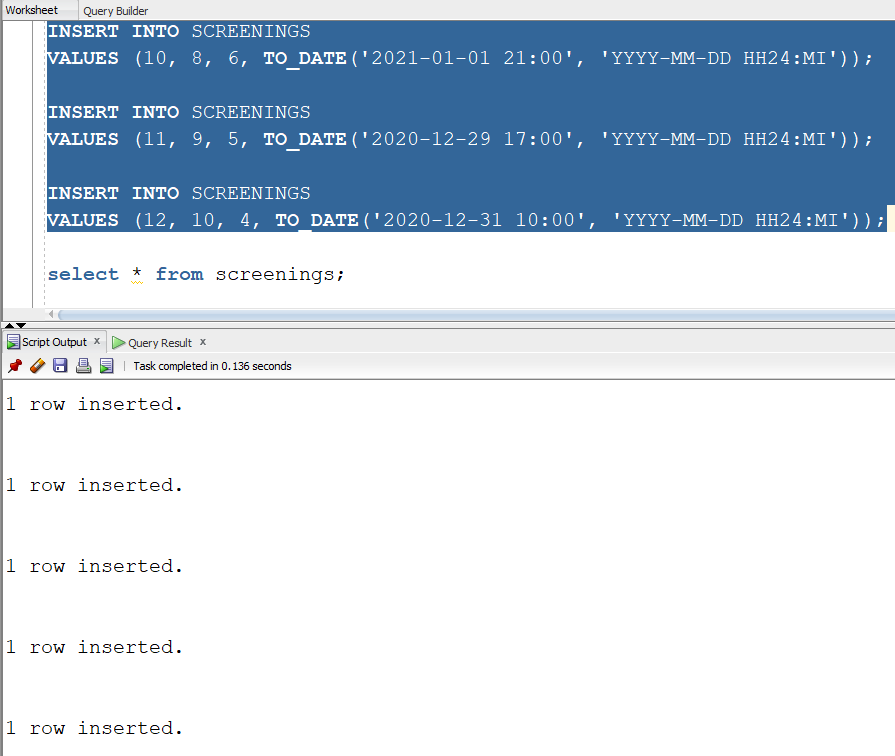 Worksheet Query Builder
INSERT INTO SCREENINGS
VALUES (10, 8, 6, TO_DATE('2021-01-01 21:00', 'YYYY-MM-DD HH24:MI'));
INSERT INTO SCREENINGS
VALUES (11, 9, 5, TO_DATE('2020-12-29 17:00', 'YYYY-MM-DD HH24:MI'));
INSERT INTO SCREENINGS
VALUES (12, 10, 4, TO_DATE('2020-12-31 10:00', 'YYYY-MM-DD HH24:MI'));
select * from screenings;
Script Output x Query Result x
Task completed in 0.136 seconds
1 row inserted.
1 row inserted.
1 row inserted.
1 row inserted.
1 row inserted.